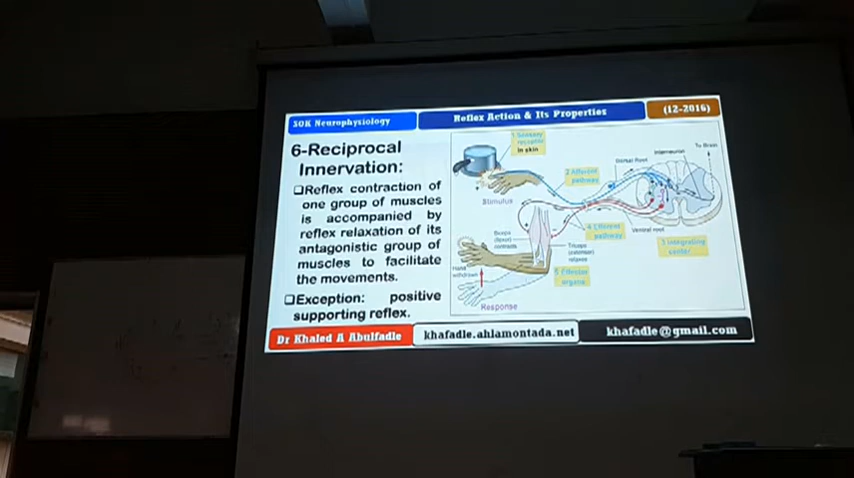 SOK Neurophysiology
Reflex Action & Its Properties
(12-2016)
6-Reciprocal
Innervation:
❑Reflex contraction of
one group of muscles
is accompanied by
reflex relaxation of its
antagonistic group of
muscles to facilitate
the movements.
❑Exception: positive
supporting reflex.
1 Sensory
receptor
in skin
Stimulus
2 Afferent
pathway
Dorsal Root
Interneuron
To Brain
4 Efferent
pathway
Ventral root
3 Integrating
center
Biceps
(flexor)
contracts
Triceps
(extensor)
relaxes
Hand
withdrawn
5 Effector
organs
Response
Dr Khaled A Abulfadle
khafadle.ahlamontada.net
khafadle@gmail.com